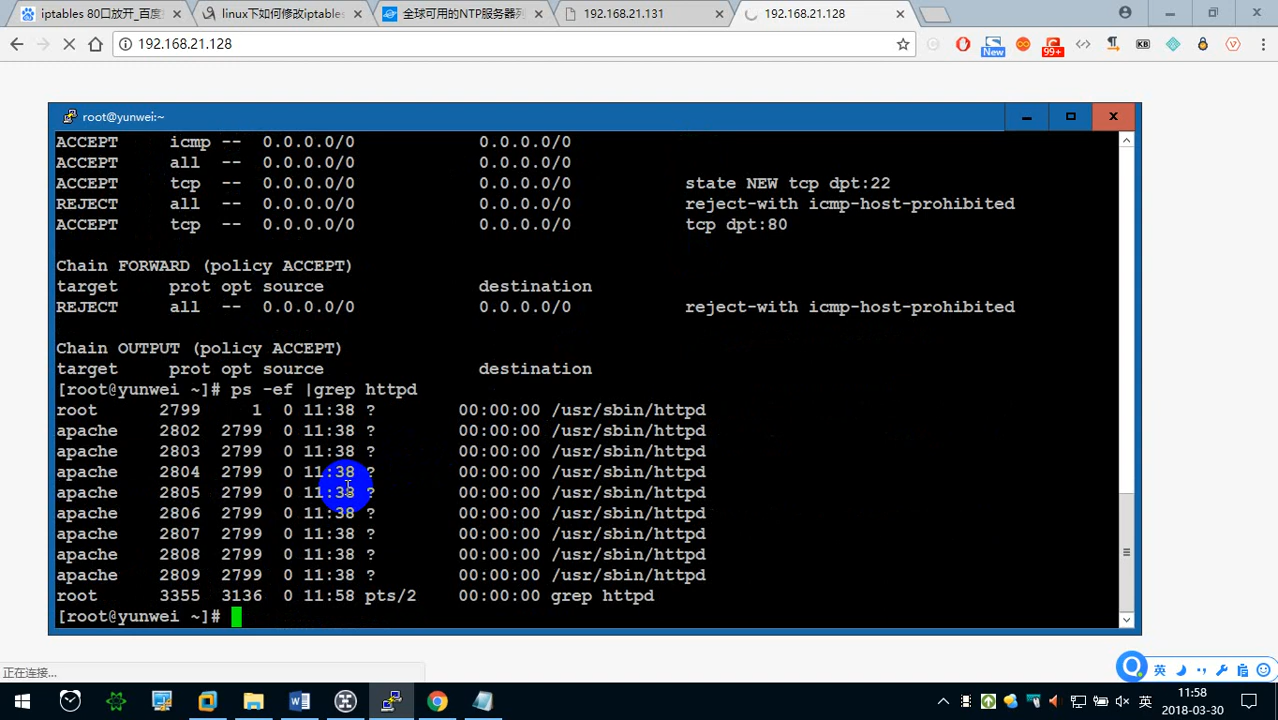 iptables 80口放开_百度
linux下如何修改iptables
全球可用的NTP服务器列
192.168.21.131
192.168.21.128
192.168.21.128
New
99+
KB
root@yunwei:~
ACCEPT icmp -- 0.0.0.0/0 0.0.0.0/0
ACCEPT all -- 0.0.0.0/0 0.0.0.0/0
ACCEPT tcp -- 0.0.0.0/0 0.0.0.0/0 state NEW tcp dpt:22
REJECT all -- 0.0.0.0/0 0.0.0.0/0 reject-with icmp-host-prohibited
ACCEPT tcp -- 0.0.0.0/0 0.0.0.0/0 tcp dpt:80
Chain FORWARD (policy ACCEPT)
target prot opt source destination
REJECT all -- 0.0.0.0/0 0.0.0.0/0 reject-with icmp-host-prohibited
Chain OUTPUT (policy ACCEPT)
target prot opt source destination
[root@yunwei ~]# ps -ef |grep httpd
root 2799 1 0 11:38 ? 00:00:00 /usr/sbin/httpd
apache 2802 2799 0 11:38 ? 00:00:00 /usr/sbin/httpd
apache 2803 2799 0 11:38 ? 00:00:00 /usr/sbin/httpd
apache 2804 2799 0 11:38 ? 00:00:00 /usr/sbin/httpd
apache 2805 2799 0 11:38 ? 00:00:00 /usr/sbin/httpd
apache 2806 2799 0 11:38 ? 00:00:00 /usr/sbin/httpd
apache 2807 2799 0 11:38 ? 00:00:00 /usr/sbin/httpd
apache 2808 2799 0 11:38 ? 00:00:00 /usr/sbin/httpd
apache 2809 2799 0 11:38 ? 00:00:00 /usr/sbin/httpd
root 3355 3136 0 11:58 pts/2 00:00:00 grep httpd
[root@yunwei ~]#
正在连接...
英
英
11:58
2018-03-30